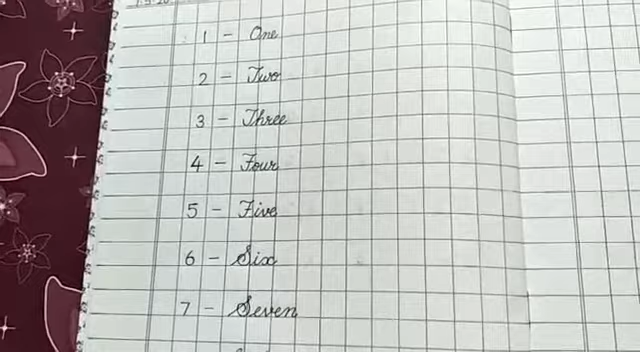 1 - One
2 - Two
3 - Three
4 - Four
5 - Five
6 - Six
7 - Seven